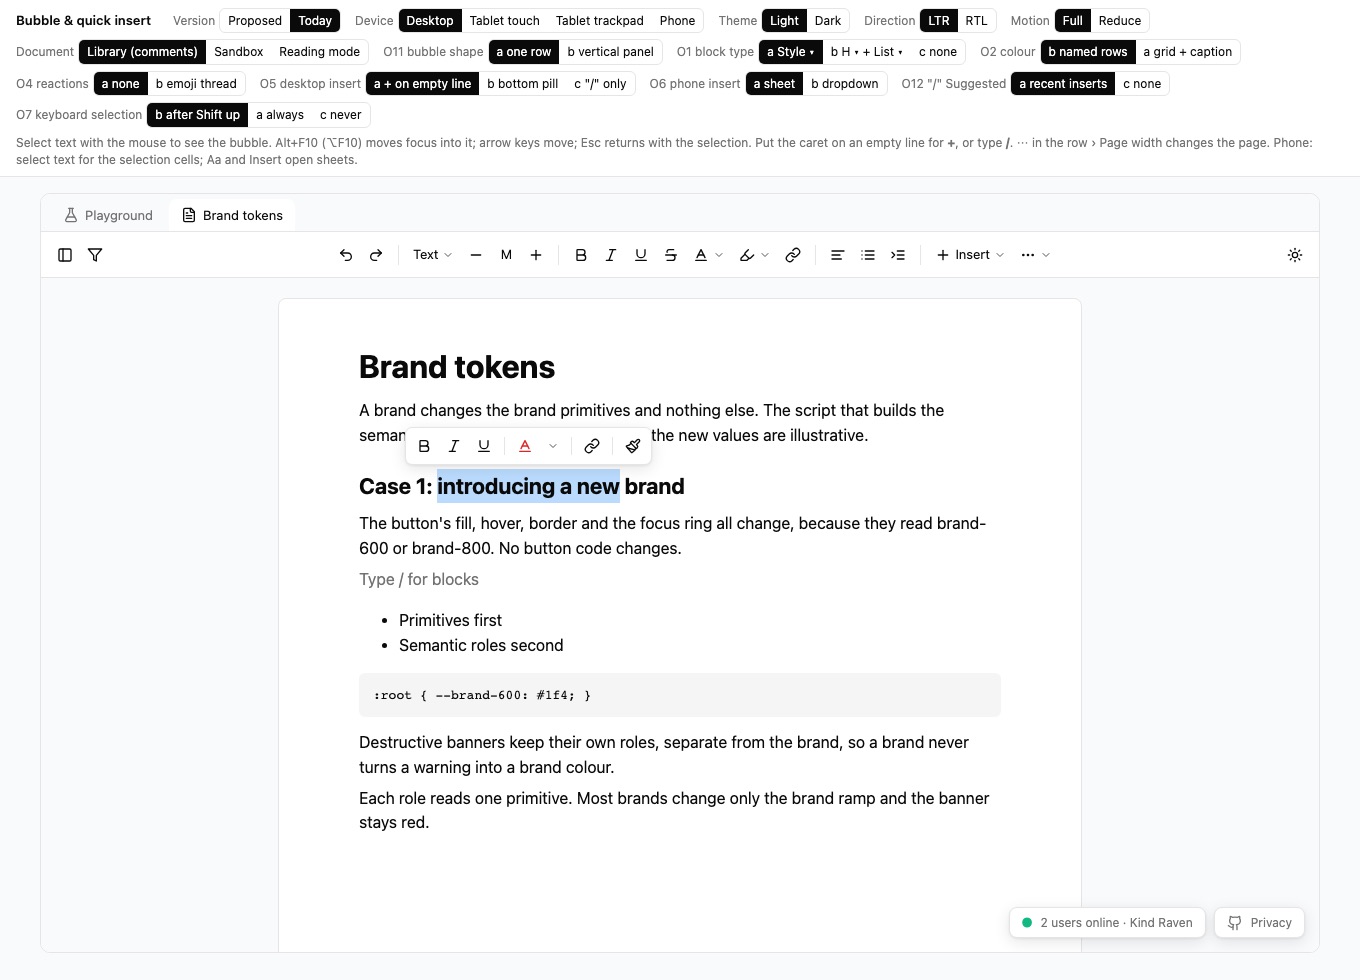 Bubble & quick insert Version Proposed Today Device Desktop Tablet touch Tablet trackpad Phone Theme Light Dark Direction LTR RTL Motion Full Reduce
Document Library (comments) Sandbox Reading mode O11 bubble shape a one row b vertical panel O1 block type a Style ▾ b H ▾ + List ▾ c none O2 colour b named rows a grid + caption
O4 reactions a none b emoji thread O5 desktop insert a + on empty line b bottom pill c "/" only O6 phone insert a sheet b dropdown O12 "/" Suggested a recent inserts c none
O7 keyboard selection b after Shift up a always c never
Select text with the mouse to see the bubble. Alt+F10 (⌥F10) moves focus into it; arrow keys move; Esc returns with the selection. Put the caret on an empty line for +, or type /. ⋯ in the row › Page width changes the page. Phone:
select text for the selection cells; Aa and Insert open sheets.
Playground Brand tokens
Text M B I U S A Insert
Brand tokens
A brand changes the brand primitives and nothing else. The script that builds the
seman the new values are illustrative.
B I U A
Case 1: introducing a new brand
The button's fill, hover, border and the focus ring all change, because they read brand-
600 or brand-800. No button code changes.
Type / for blocks
• Primitives first
• Semantic roles second
:root { --brand-600: #1f4; }
Destructive banners keep their own roles, separate from the brand, so a brand never
turns a warning into a brand colour.
Each role reads one primitive. Most brands change only the brand ramp and the banner
stays red.
2 users online · Kind Raven Privacy